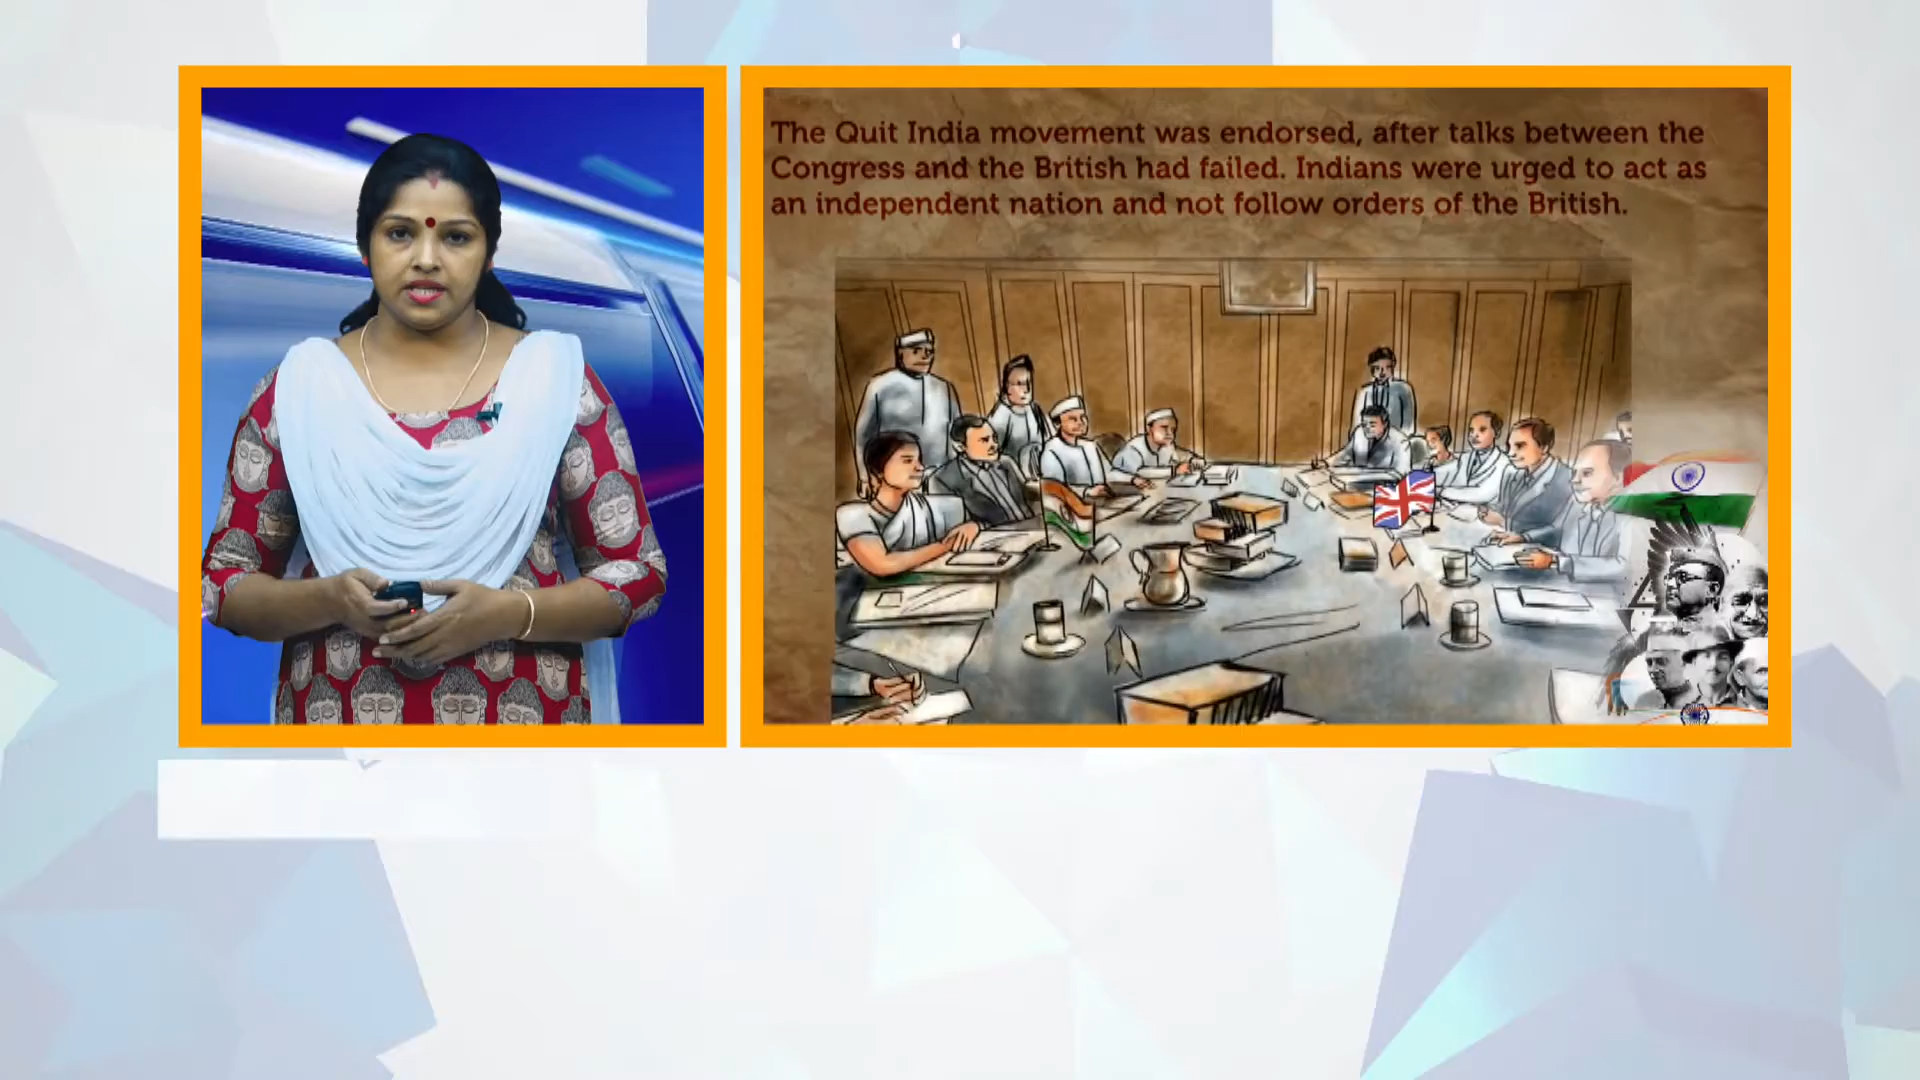 The Quit India movement was endorsed, after talks between the
Congress and the British had failed. Indians were urged to act as
an independent nation and not follow orders of the British.